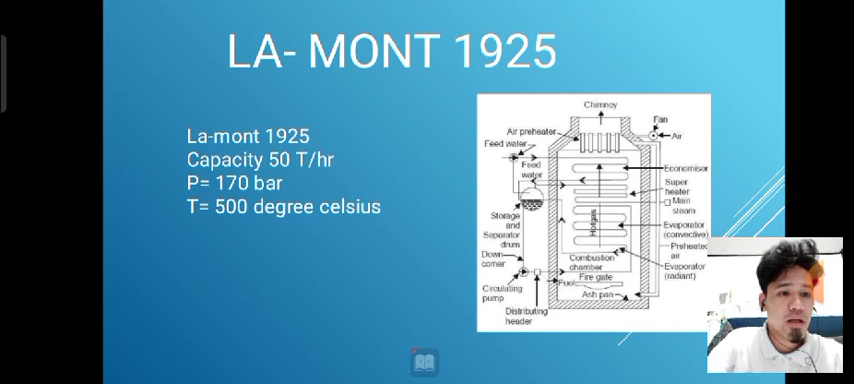 LA- MONT 1925
La-mont 1925
Capacity 50 T/hr
P= 170 bar
T= 500 degree celsius
Chimney
Fan
Air preheater
Air
Feed water
Feed
water
Economiser
Super
heater
Main
steam
Storage
and
Separator
drum
Hot gas
Evaporator
(convective)
Preheated
air
Down
comer
Combustion
chamber
Evaporator
(radiant)
Fire gate
Fuel
Ash pan
Circulating
pump
Distributing
header